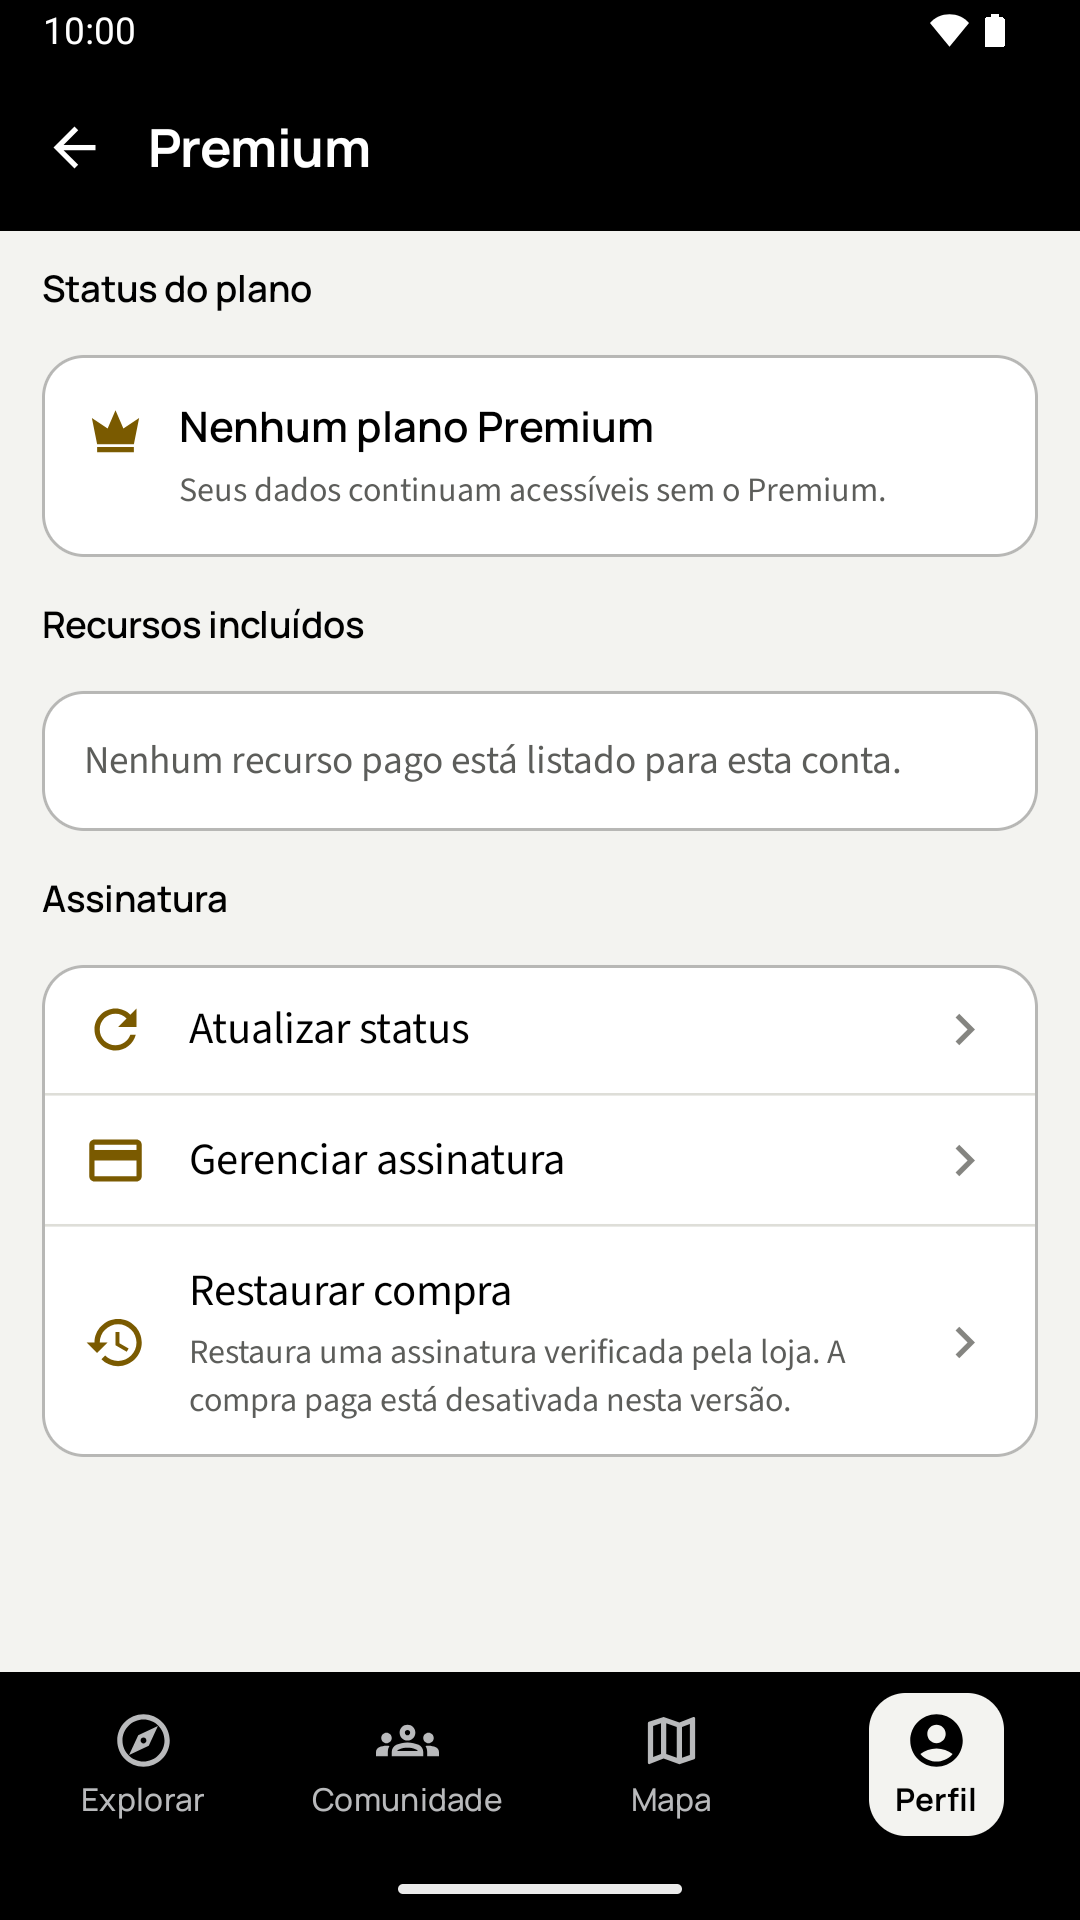 10:00
Premium
Status do plano
Nenhum plano Premium
Seus dados continuam acessíveis sem o Premium.
Recursos incluídos
Nenhum recurso pago está listado para esta conta.
Assinatura
Atualizar status
Gerenciar assinatura
Restaurar compra
Restaura uma assinatura verificada pela loja. A
compra paga está desativada nesta versão.
Explorar
Comunidade
Mapa
Perfil